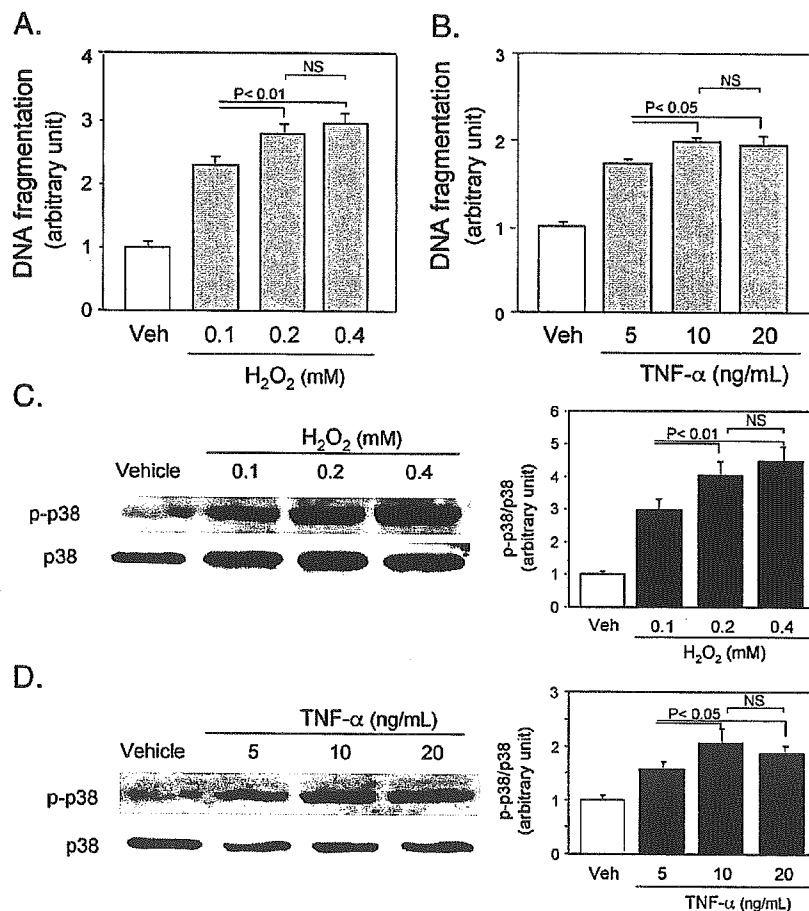 A.
DNA fragmentation
(arbitrary unit)
4
3
2
1
0
NS
P< 0.01
Veh 0.1 0.2 0.4
H₂O₂ (mM)
B.
DNA fragmentation
(arbitrary unit)
3
2
1
0
NS
P< 0.05
Veh 5 10 20
TNF-α (ng/mL)
C.
H₂O₂ (mM)
Vehicle 0.1 0.2 0.4
p-p38
p38
p-p38/p38
(arbitrary unit)
6
5
4
3
2
1
0
NS
P< 0.01
Veh 0.1 0.2 0.4
H₂O₂ (mM)
D.
TNF-α (ng/mL)
Vehicle 5 10 20
p-p38
p38
p-p38/p38
(arbitrary unit)
3
2
1
0
NS
P< 0.05
Veh 5 10 20
TNF-α (ng/mL)